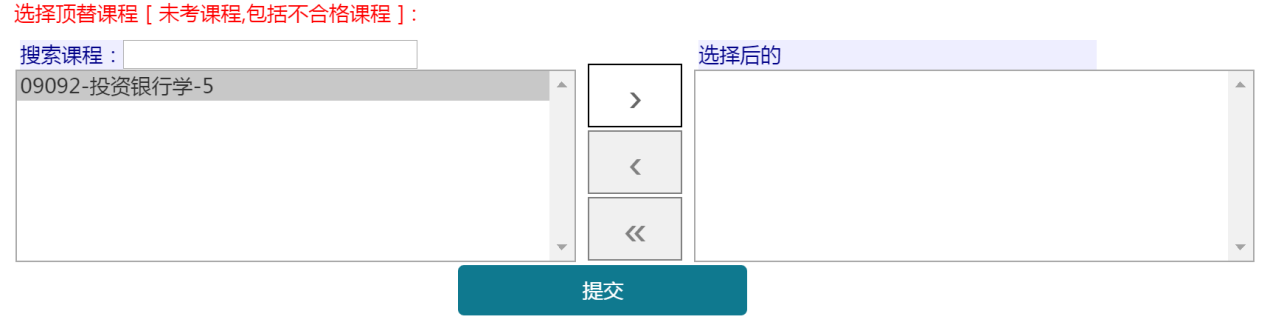 选择顶替课程 [ 未考课程,包括不合格课程 ] :
搜索课程： 选择后的
09092-投资银行学-5
›
‹
«
提交